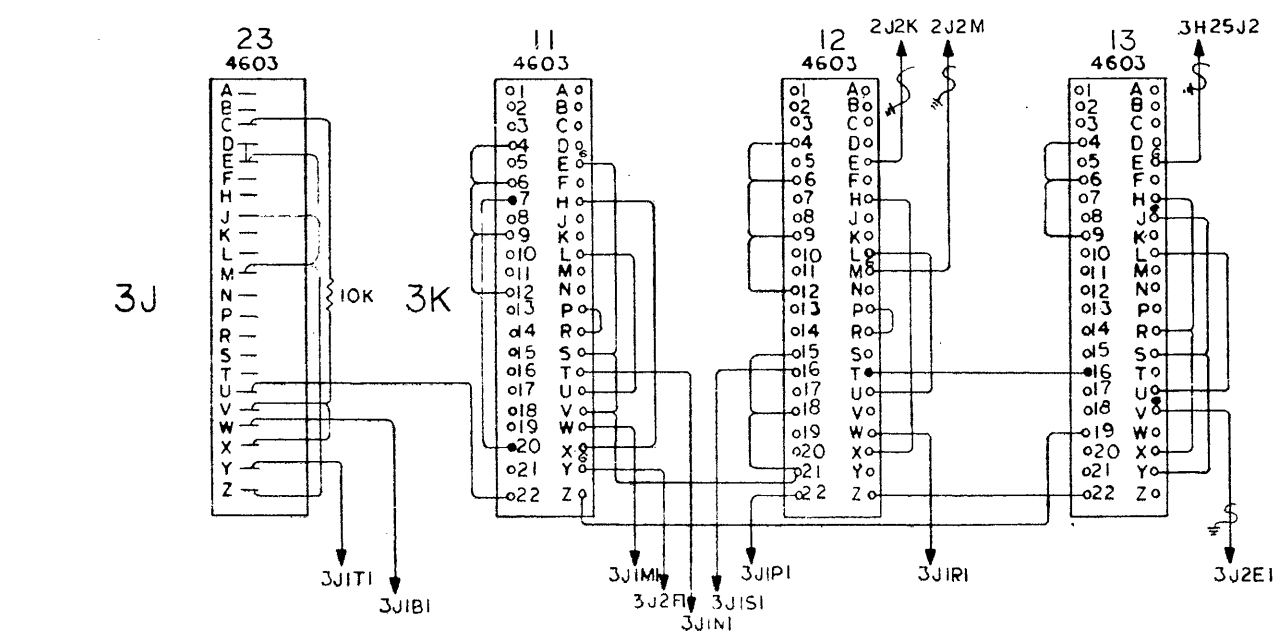 2J2K 2J2M 3H25J2
23 11 12 13
4603 4603 4603 4603
A 1 A 1 A 1 A
B 2 B 2 B 2 B
C 3 C 3 C 3 C
D 4 D 4 D 4 D
E 5 E 5 E 5 E
F 6 F 6 F 6 F
H 7 H 7 H 7 H
J 8 J 8 J 8 J
K 9 K 9 K 9 K
L 10 L 10 L 10 L
M 11 M 11 M 11 M
3J N 10K 3K 12 N 12 N 12 N
P 13 P 13 P 13 P
R 14 R 14 R 14 R
S 15 S 15 S 15 S
T 16 T 16 T 16 T
U 17 U 17 U 17 U
V 18 V 18 V 18 V
W 19 W 19 W 19 W
X 20 X 20 X 20 X
Y 21 Y 21 Y 21 Y
Z 22 Z 22 Z 22 Z
3J1T1 3J1M1 3J1P1 3J1R1 3J2E1
3J1B1 3J2F1 3J1S1
3J1N1